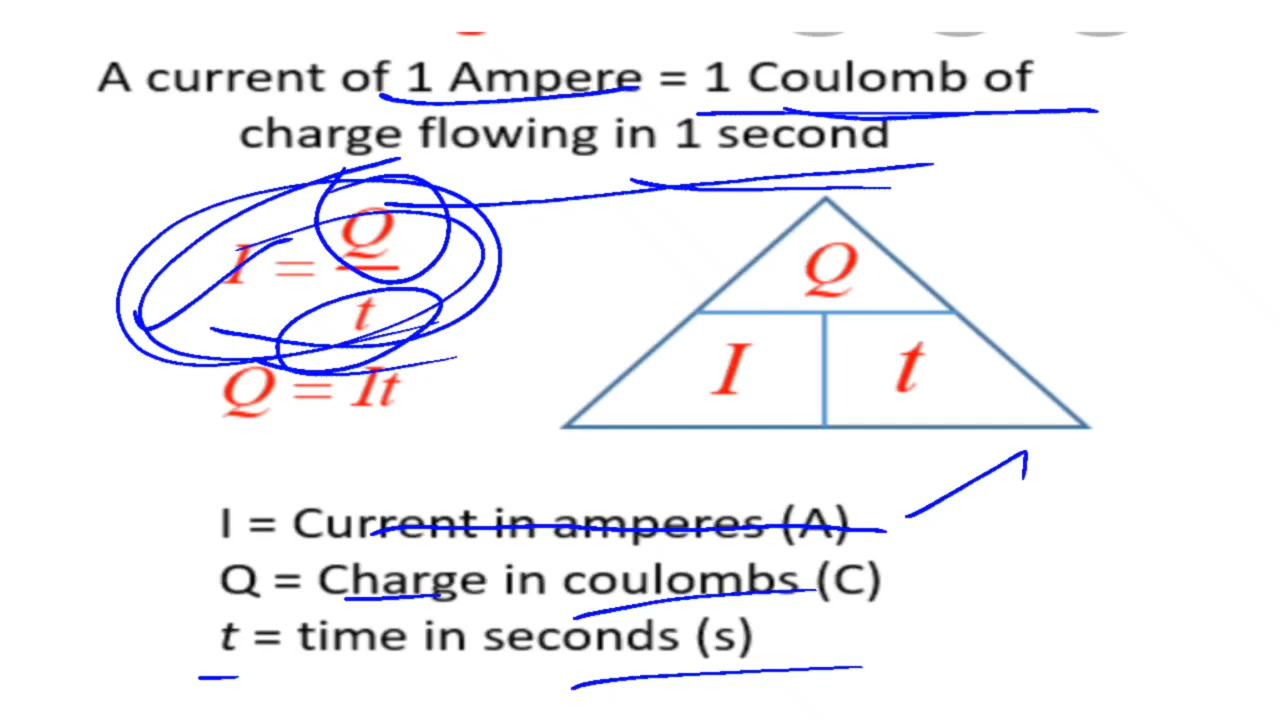 A current of 1 Ampere = 1 Coulomb of
charge flowing in 1 second
I = Q/t
Q = It
Q
I t
I = Current in amperes (A)
Q = Charge in coulombs (C)
t = time in seconds (s)